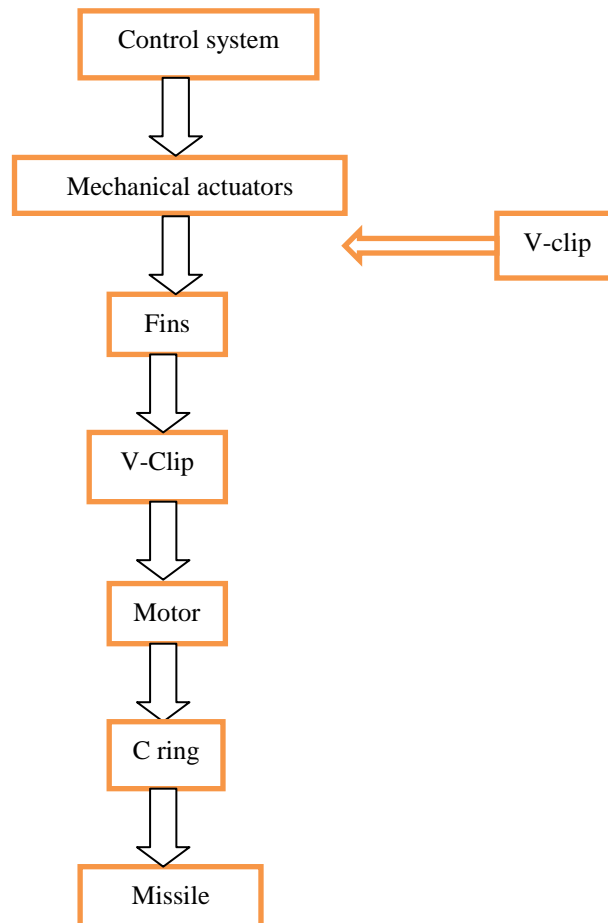 Control system
Mechanical actuators
V-clip
Fins
V-Clip
Motor
C ring
Missile